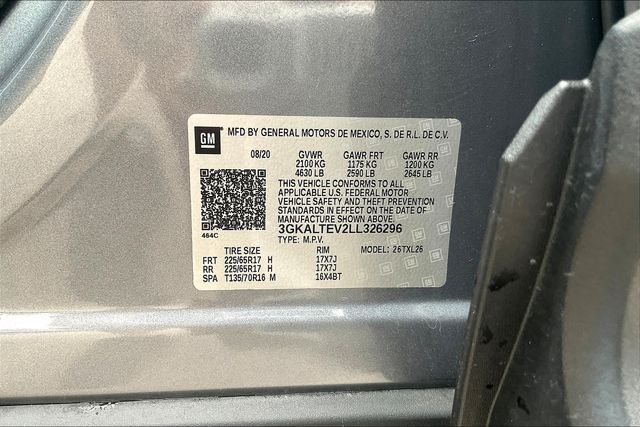 GM MFD BY GENERAL MOTORS DE MEXICO, S. DE R.L. DE C.V.
08/20 GVWR GAWR FRT GAWR RR
2100 KG 1175 KG 1200 KG
4630 LB 2590 LB 2645 LB
THIS VEHICLE CONFORMS TO ALL
APPLICABLE U.S. FEDERAL MOTOR
VEHICLE SAFETY AND THEFT PREVENTION
STANDARDS IN EFFECT ON THE DATE OF
MANUFACTURE SHOWN ABOVE.
3GKALTEV2LL326296
464C
TYPE: M.P.V. MODEL: 26TXL26
TIRE SIZE RIM
FRT 225/65R17 H 17X7J
RR 225/65R17 H 17X7J
SPA T135/70R16 M 16X4BT